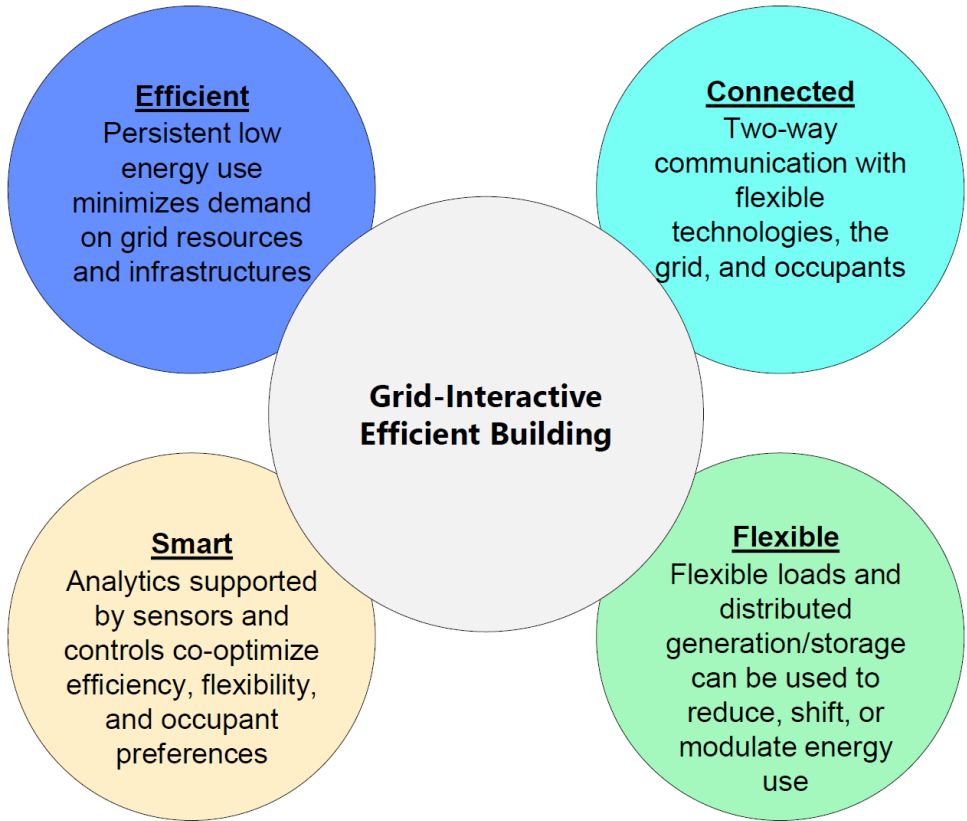 Efficient
Persistent low
energy use
minimizes demand
on grid resources
and infrastructures
Connected
Two-way
communication with
flexible
technologies, the
grid, and occupants
Grid-Interactive
Efficient Building
Smart
Analytics supported
by sensors and
controls co-optimize
efficiency, flexibility,
and occupant
preferences
Flexible
Flexible loads and
distributed
generation/storage
can be used to
reduce, shift, or
modulate energy
use